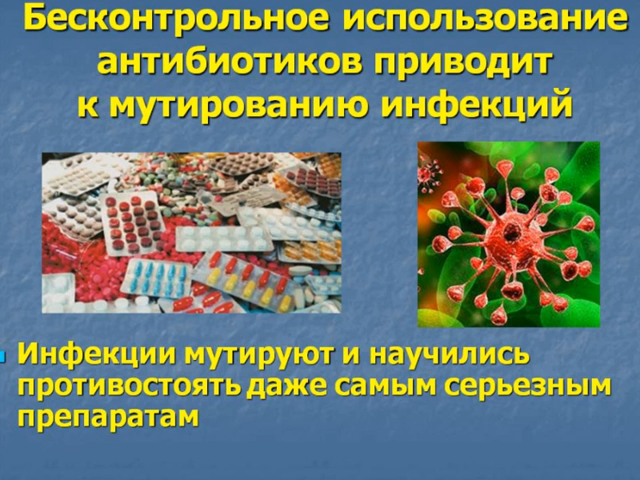 Бесконтрольное использование
антибиотиков приводит
к мутированию инфекций
Инфекции мутируют и научились
противостоять даже самым серьезным
препаратам